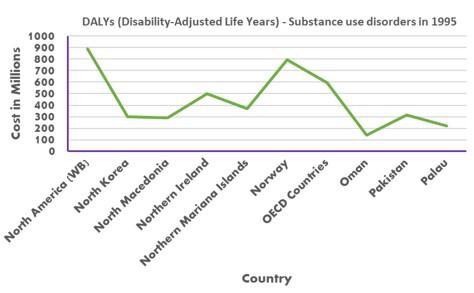 DALYs (Disability-Adjusted Life Years) - Substance use disorders in 1995
Cost in Millions
1000
900
800
700
600
500
400
300
200
100
0
North America (WB)
North Korea
North Macedonia
Northern Ireland
Northern Mariana Islands
Norway
OECD Countries
Oman
Pakistan
Palau
Country